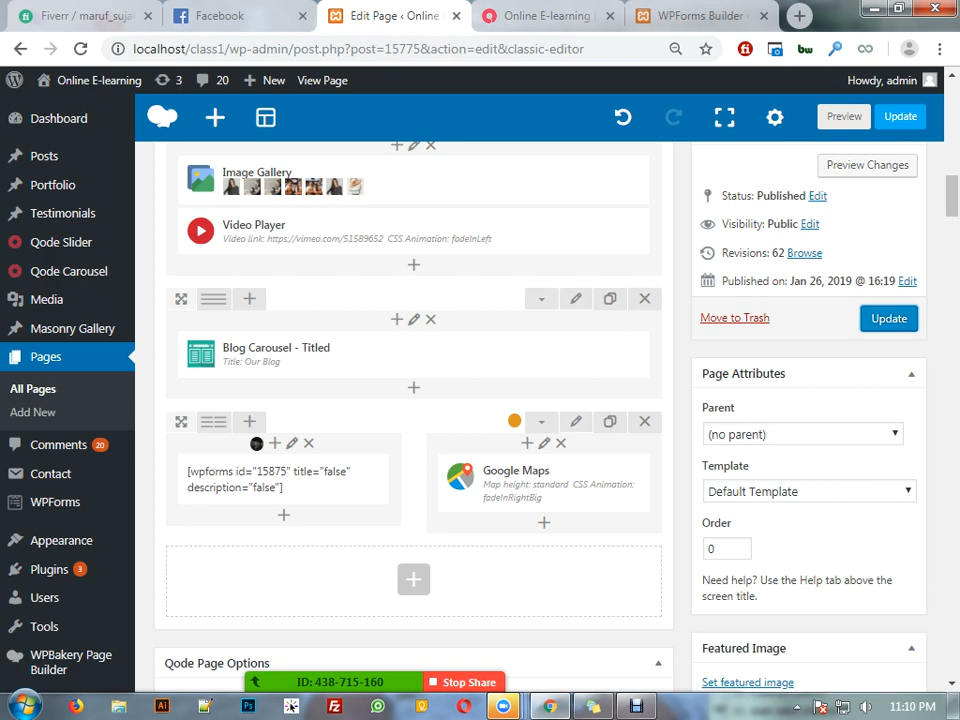 Fiverr / maruf_suja
Facebook
Edit Page ‹ Online
Online E-learning
WPForms Builder ‹
localhost/class1/wp-admin/post.php?post=15775&action=edit&classic-editor
bw
Online E-learning
3
20
New
View Page
Howdy, admin
Dashboard
Posts
Portfolio
Testimonials
Qode Slider
Qode Carousel
Media
Masonry Gallery
Pages
All Pages
Add New
Comments 20
Contact
WPForms
Appearance
Plugins 3
Users
Tools
WPBakery Page
Builder
Preview
Update
Image Gallery
Video Player
Video link: https://vimeo.com/51589652 CSS Animation: fadeInLeft
Blog Carousel - Titled
Title: Our Blog
[wpforms id="15875" title="false"
description="false"]
Google Maps
Map height: standard CSS Animation:
fadeInRightBig
Qode Page Options
Preview Changes
Status: Published Edit
Visibility: Public Edit
Revisions: 62 Browse
Published on: Jan 26, 2019 @ 16:19 Edit
Move to Trash
Update
Page Attributes
Parent
(no parent)
Template
Default Template
Order
0
Need help? Use the Help tab above the
screen title.
Featured Image
Set featured image
ID: 438-715-160
Stop Share
Ai
Ps
11:10 PM